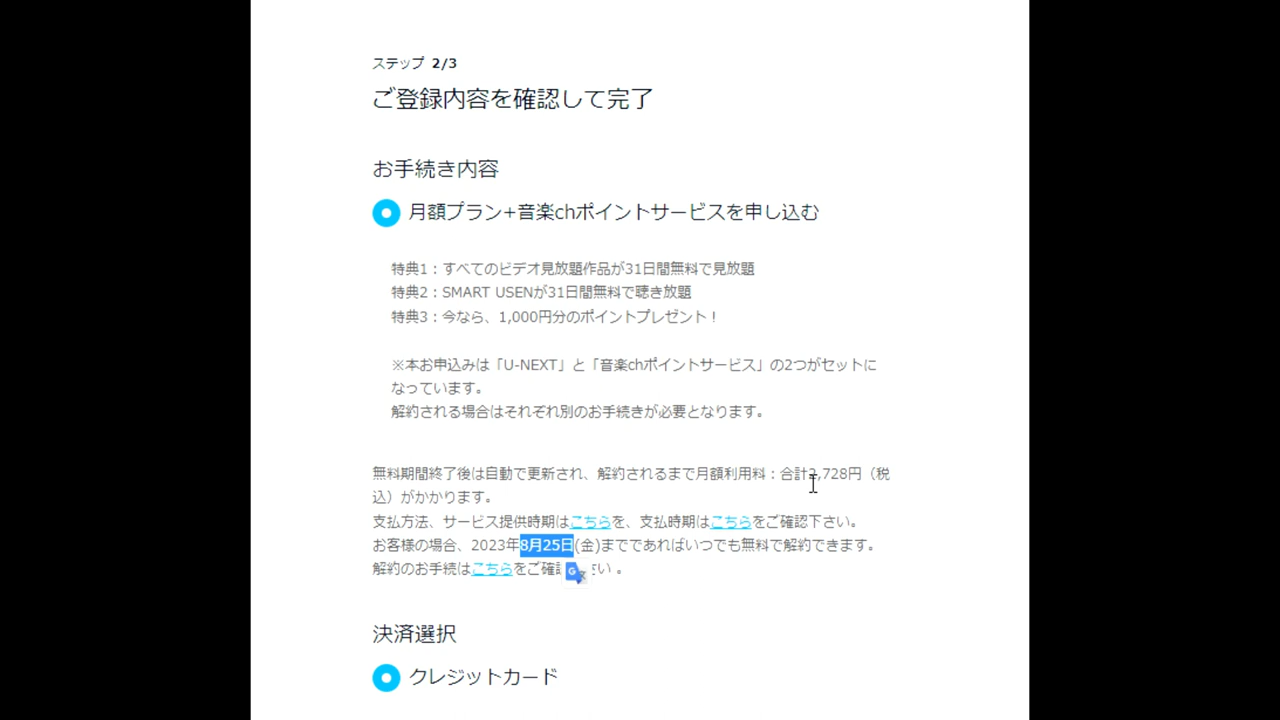 ステップ 2/3
ご登録内容を確認して完了
お手続き内容
月額プラン+音楽chポイントサービスを申し込む
特典1：すべてのビデオ見放題作品が31日間無料で見放題
特典2：SMART USENが31日間無料で聴き放題
特典3：今なら、1,000円分のポイントプレゼント！
※本お申込みは「U-NEXT」と「音楽chポイントサービス」の2つがセットに
なっています。
解約される場合はそれぞれ別のお手続きが必要となります。
無料期間終了後は自動で更新され、解約されるまで月額利用料：合計2,728円（税
込）がかかります。
支払方法、サービス提供時期はこちらを、支払時期はこちらをご確認下さい。
お客様の場合、2023年8月25日(金)まででであればいつでも無料で解約できます。
解約のお手続はこちらをご確 さい 。
決済選択
クレジットカード